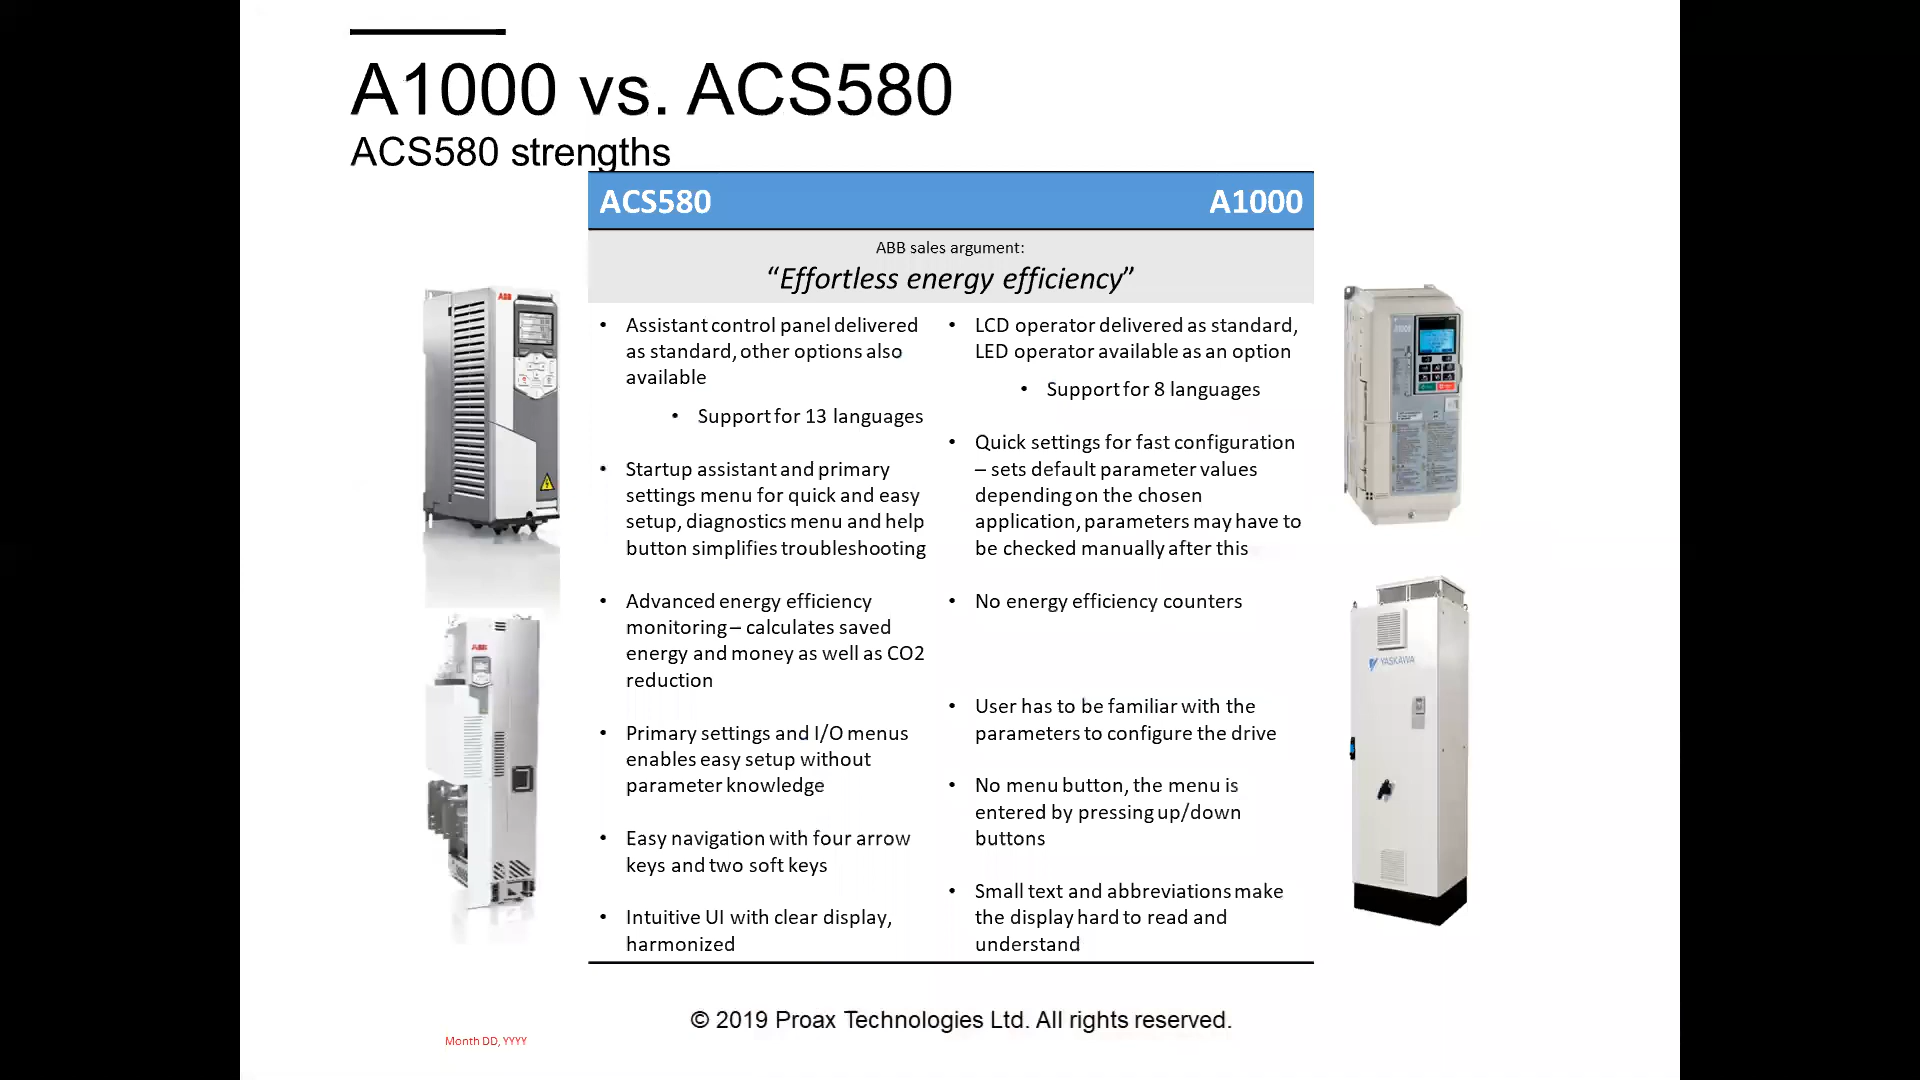 A1000 vs. ACS580
ACS580 strengths
ACS580
A1000
ABB sales argument:
“Effortless energy efficiency”
• Assistant control panel delivered
as standard, other options also
available
• Support for 13 languages
• Startup assistant and primary
settings menu for quick and easy
setup, diagnostics menu and help
button simplifies troubleshooting
• Advanced energy efficiency
monitoring – calculates saved
energy and money as well as CO2
reduction
• Primary settings and I/O menus
enables easy setup without
parameter knowledge
• Easy navigation with four arrow
keys and two soft keys
• Intuitive UI with clear display,
harmonized
• LCD operator delivered as standard,
LED operator available as an option
• Support for 8 languages
• Quick settings for fast configuration
– sets default parameter values
depending on the chosen
application, parameters may have to
be checked manually after this
• No energy efficiency counters
• User has to be familiar with the
parameters to configure the drive
• No menu button, the menu is
entered by pressing up/down
buttons
• Small text and abbreviations make
the display hard to read and
understand
ABB
ABB
YASKAWA
© 2019 Proax Technologies Ltd. All rights reserved.
Month DD, YYYY